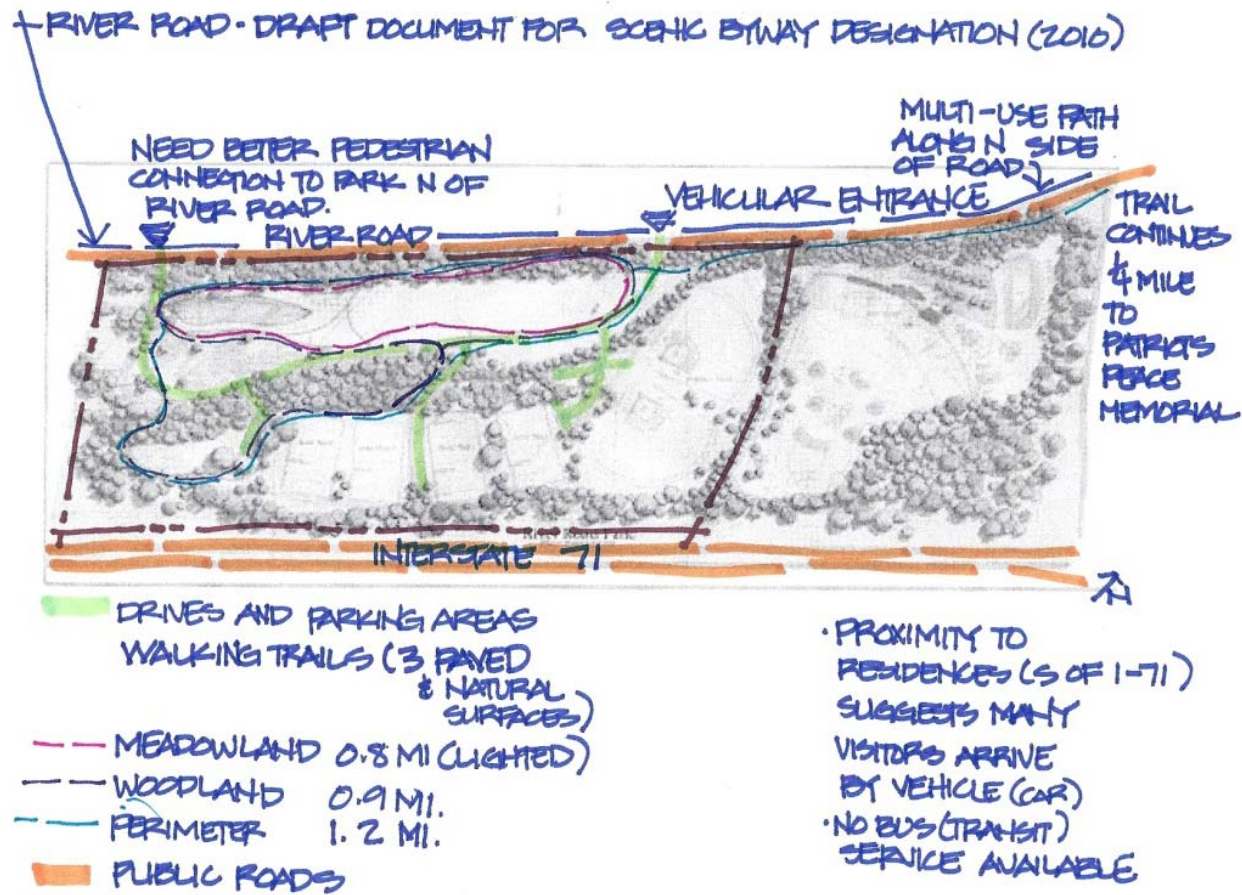 RIVER ROAD · DRAFT DOCUMENT FOR SCENIC BYWAY DESIGNATION (2010)
NEED BETTER PEDESTRIAN
CONNECTION TO PARK N OF
RIVER ROAD.
MULTI-USE PATH
ALONG N SIDE
OF ROAD
VEHICULAR ENTRANCE
RIVER ROAD
TRAIL
CONTINUES
1/4 MILE
TO
PATRIOTS
PEACE
MEMORIAL
River Road Park
INTERSTATE 71
N
DRIVES AND PARKING AREAS
WALKING TRAILS (3 PAVED
& NATURAL
SURFACES)
MEADOWLAND 0.8 MI (LIGHTED)
WOODLAND 0.9 MI.
PERIMETER 1.2 MI.
PUBLIC ROADS
· PROXIMITY TO
RESIDENCES (S OF I-71)
SUGGESTS MANY
VISITORS ARRIVE
BY VEHICLE (CAR)
· NO BUS (TRANSIT)
SERVICE AVAILABLE